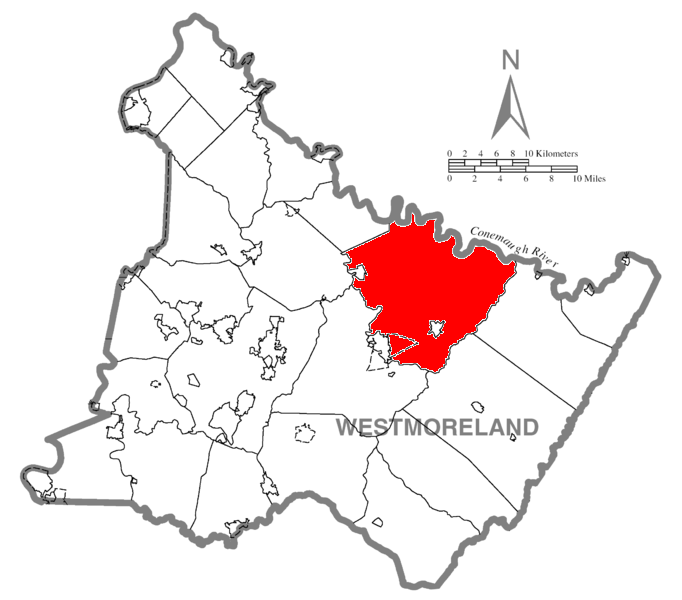 N
0 2 4 6 8 10 Kilometers
0 2 4 6 8 10 Miles
Conemaugh River
WESTMORELAND